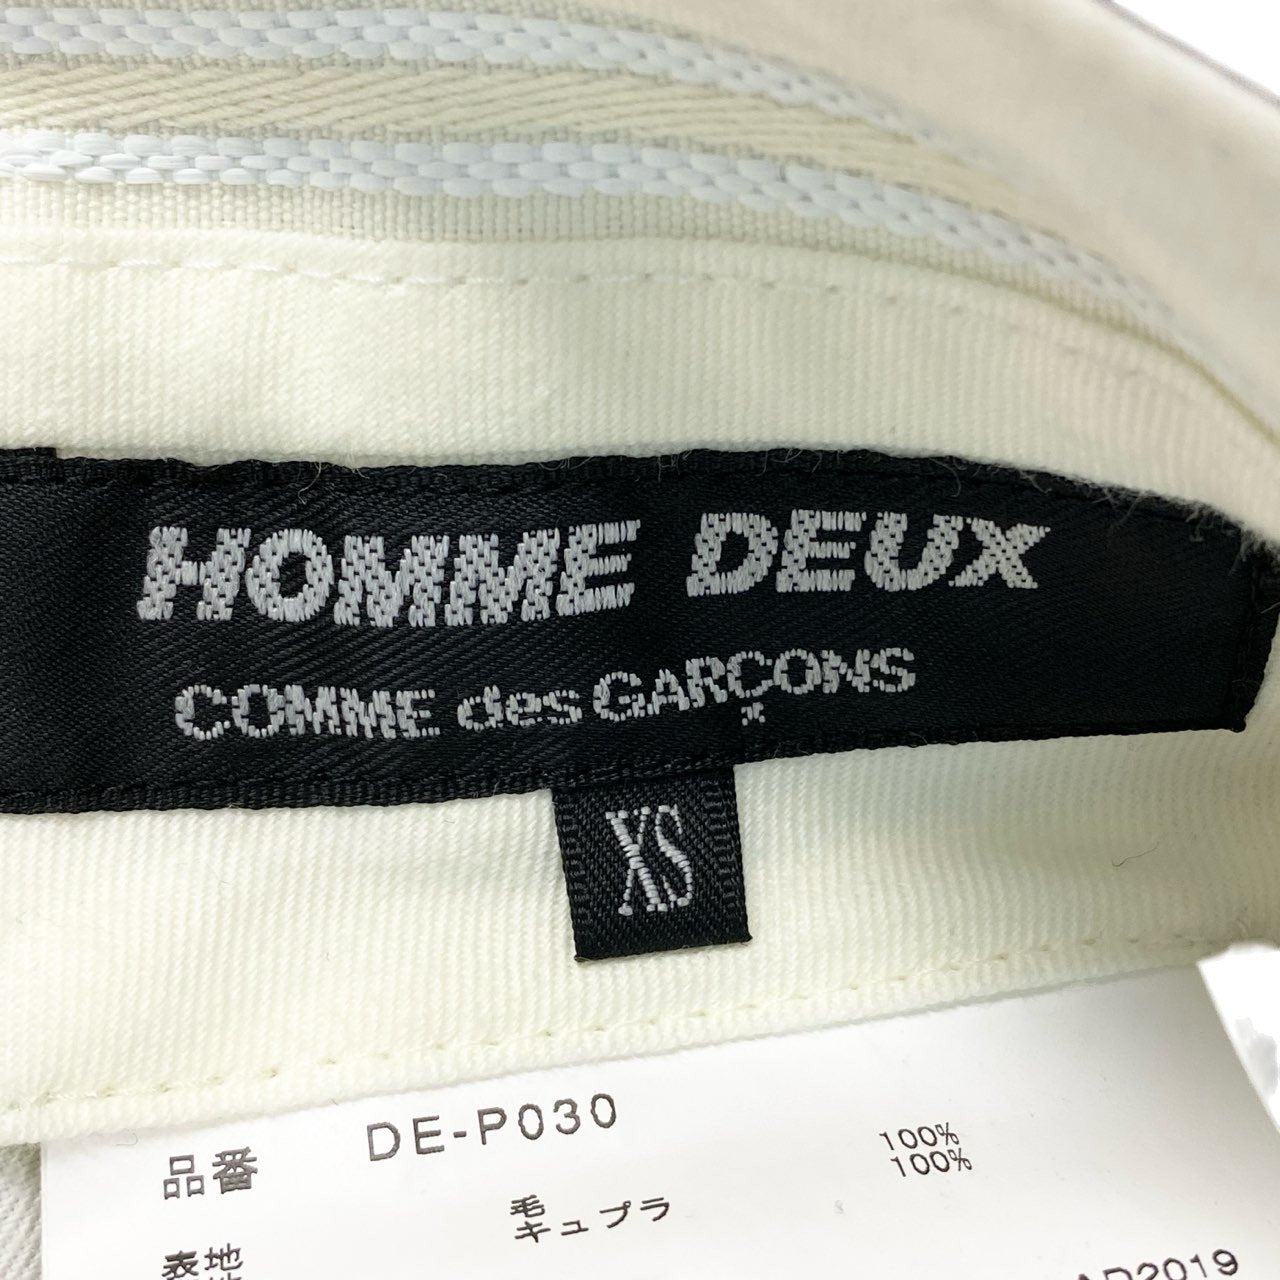 HOMME DEUX
COMME des GARÇONS
XS
品番 DE-P030
毛 100%
キュプラ 100%
表地
AD2019